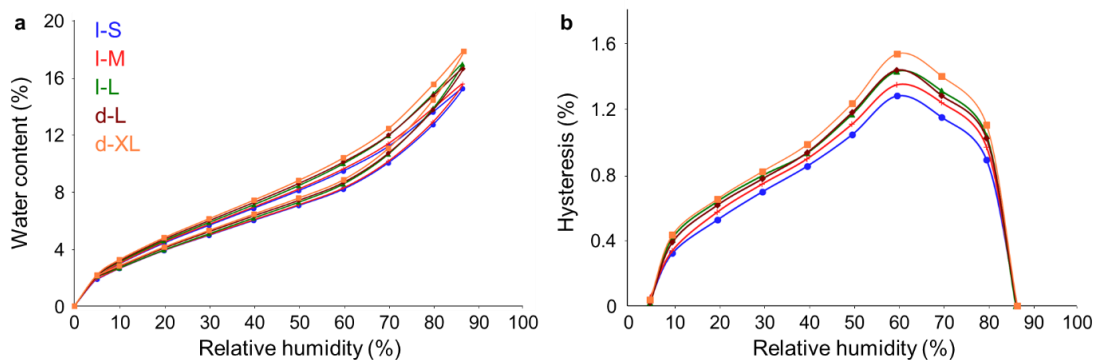 a
l-S
l-M
l-L
d-L
d-XL
Water content (%)
20
16
12
8
4
0
0 10 20 30 40 50 60 70 80 90 100
Relative humidity (%)
b
Hysteresis (%)
1.6
1.2
0.8
0.4
0
0 10 20 30 40 50 60 70 80 90 100
Relative humidity (%)